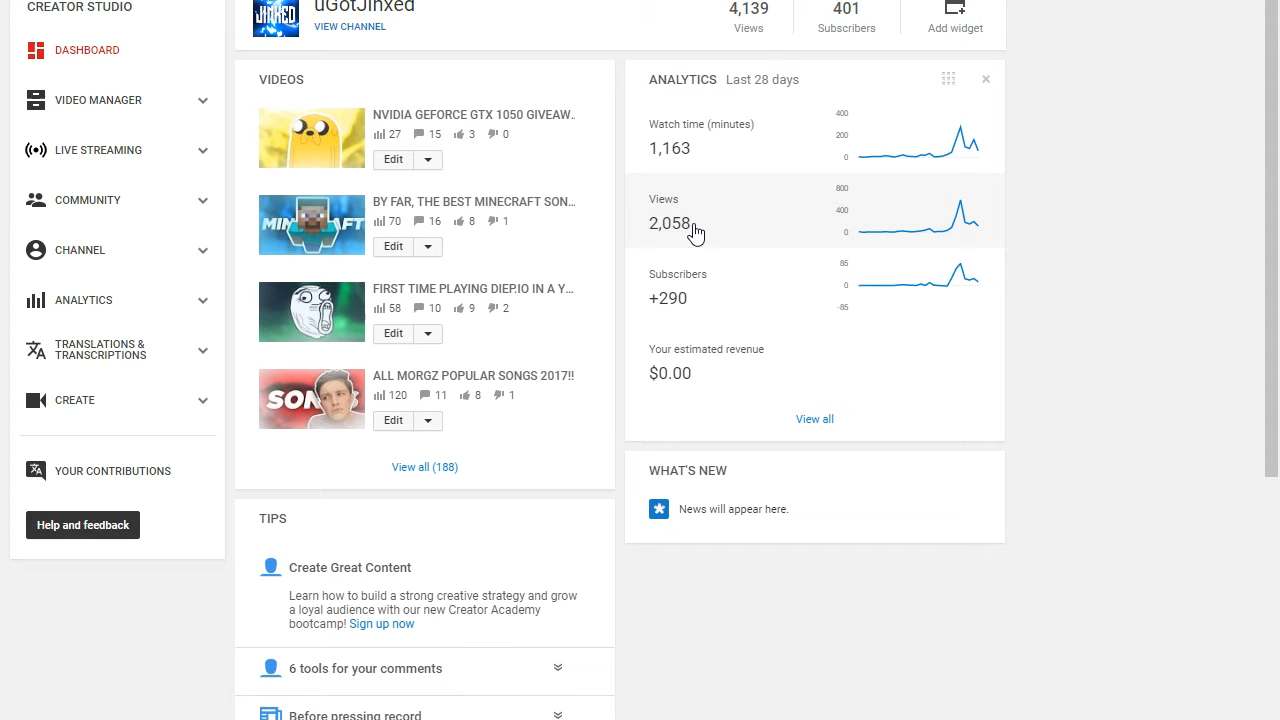 CREATOR STUDIO
DASHBOARD
VIDEO MANAGER
LIVE STREAMING
COMMUNITY
CHANNEL
ANALYTICS
TRANSLATIONS &
TRANSCRIPTIONS
CREATE
YOUR CONTRIBUTIONS
Help and feedback
JINXED
uGotJinxed
VIEW CHANNEL
4,139
Views
401
Subscribers
Add widget
VIDEOS
NVIDIA GEFORCE GTX 1050 GIVEAW..
27 15 3 0
Edit
MINECRAFT
BY FAR, THE BEST MINECRAFT SON...
70 16 8 1
Edit
FIRST TIME PLAYING DIEP.IO IN A Y...
58 10 9 2
Edit
SON
ALL MORGZ POPULAR SONGS 2017!!
120 11 8 1
Edit
View all (188)
TIPS
Create Great Content
Learn how to build a strong creative strategy and grow
a loyal audience with our new Creator Academy
bootcamp! Sign up now
6 tools for your comments
Before pressing record
ANALYTICS Last 28 days
Watch time (minutes)
1,163
400
200
0
Views
2,058
800
400
0
Subscribers
+290
85
0
-85
Your estimated revenue
$0.00
View all
WHAT'S NEW
News will appear here.